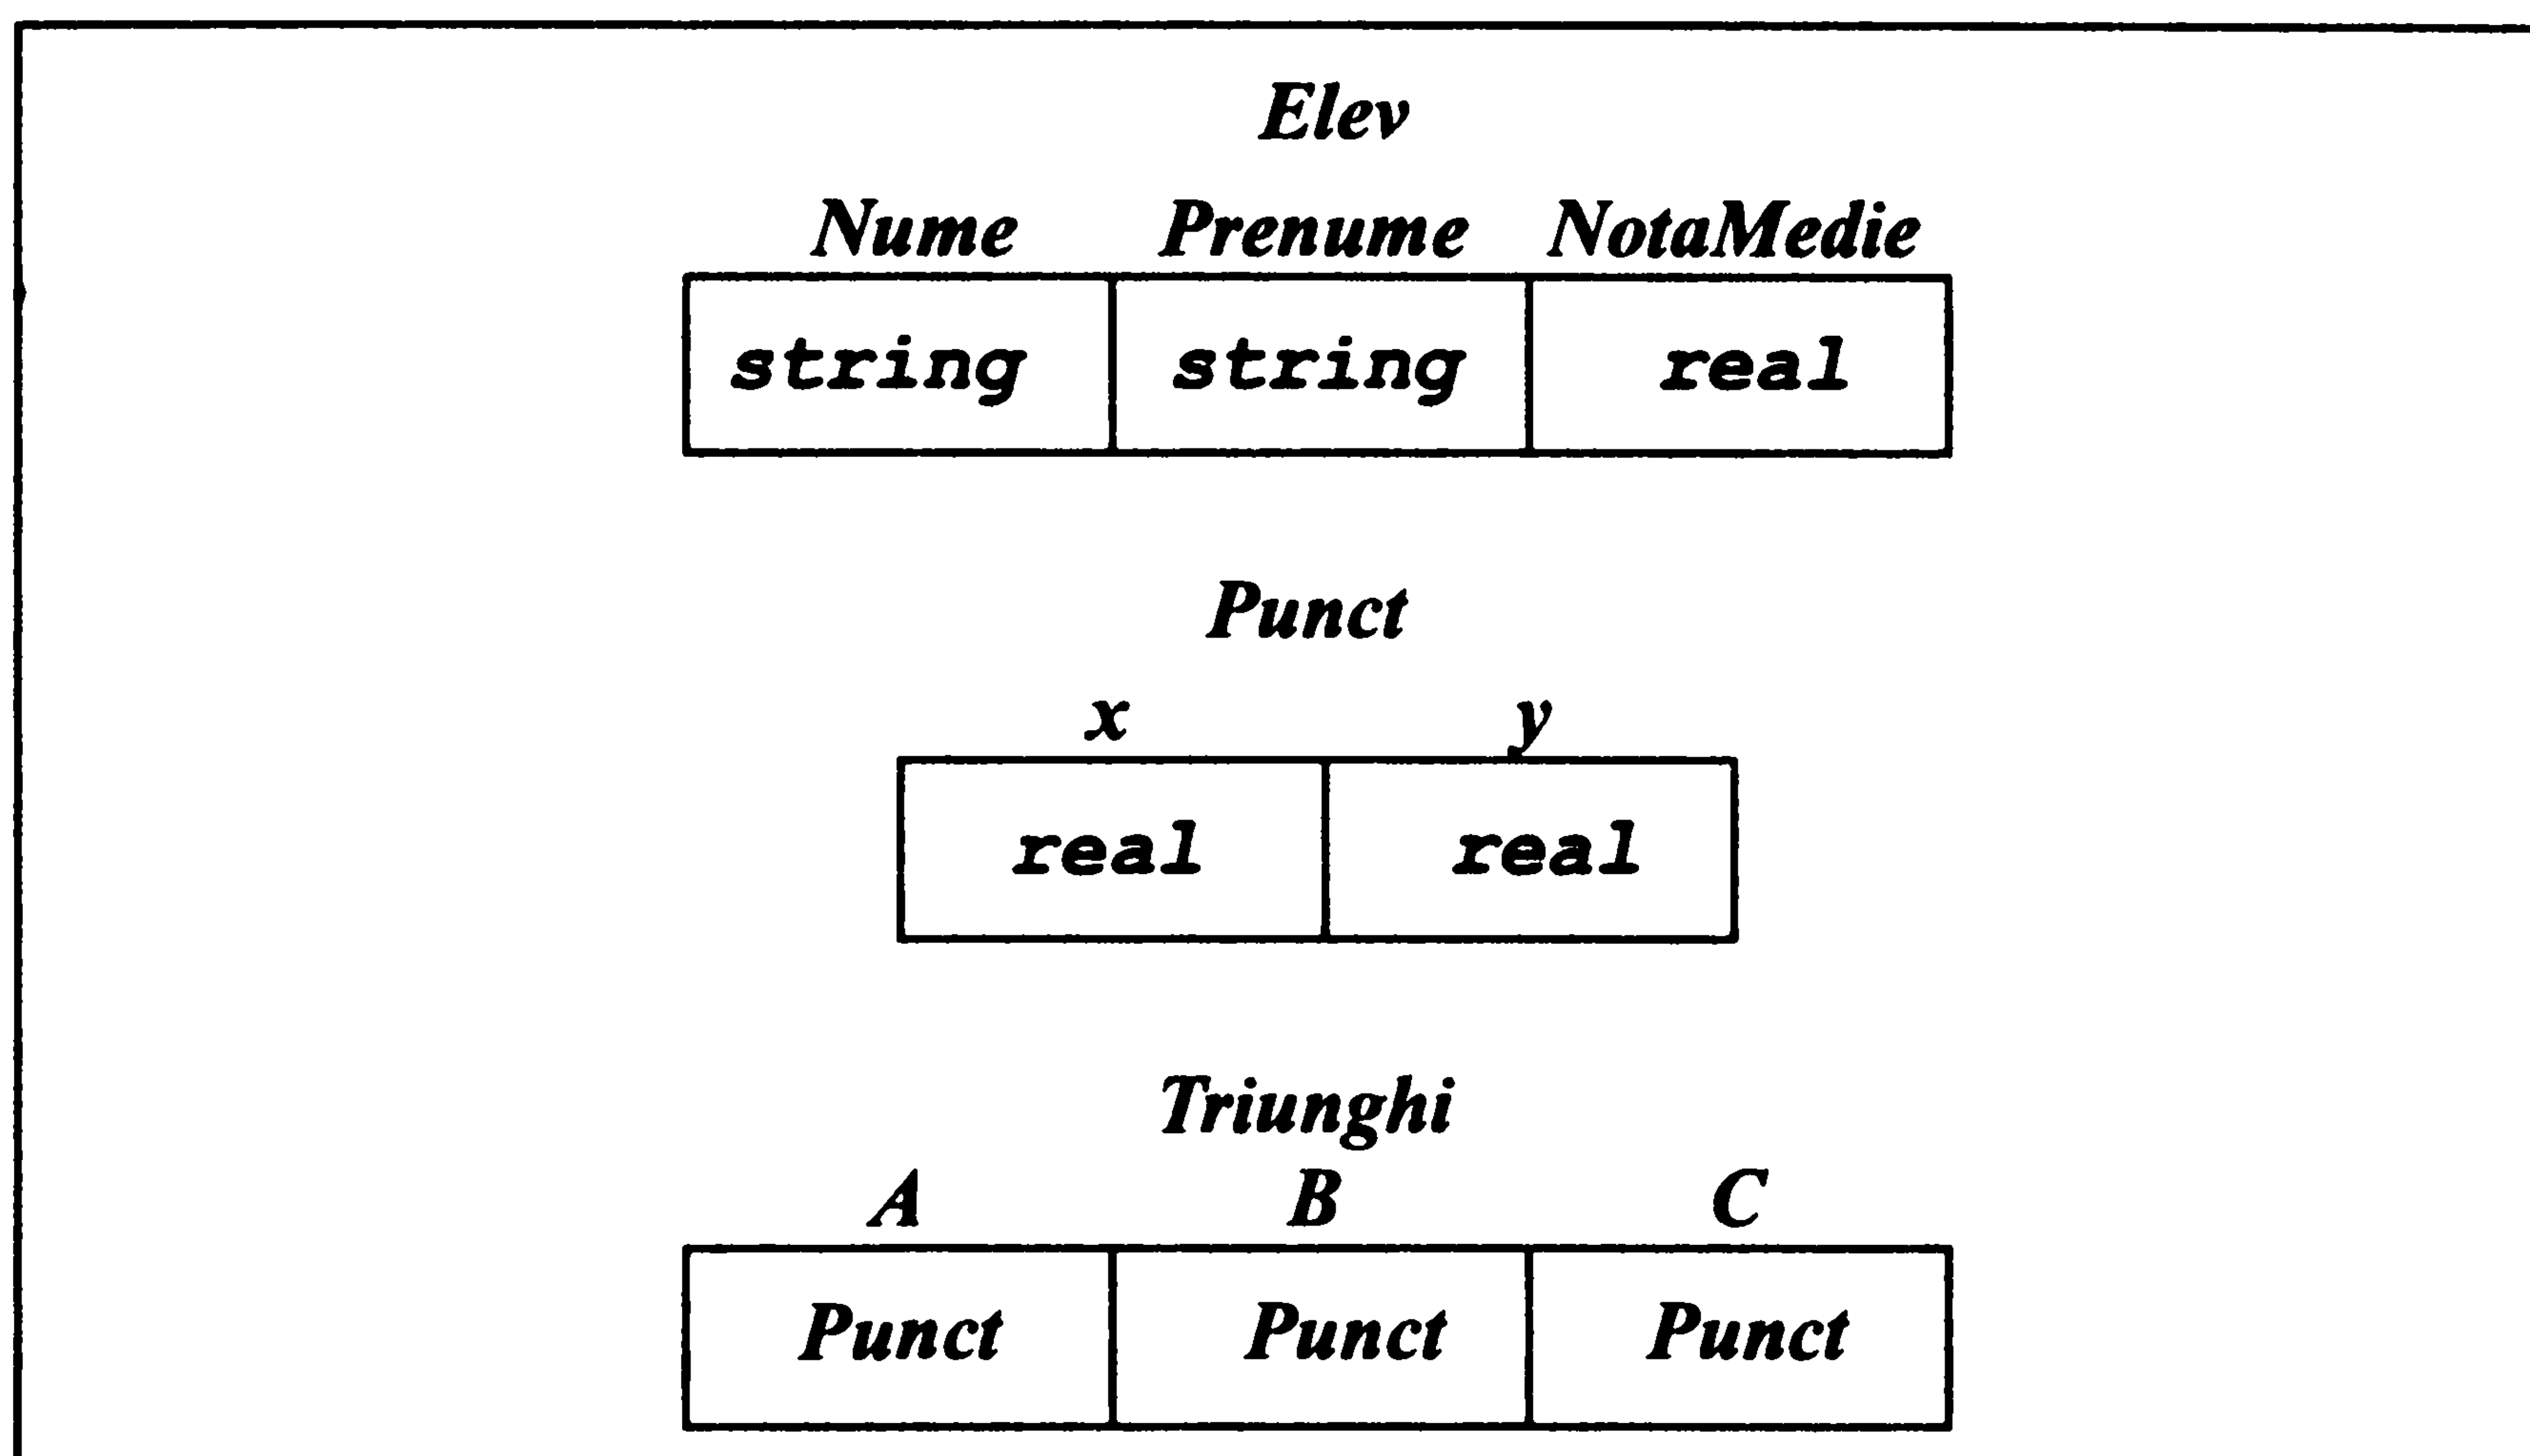 Elev
Nume Prenume NotaMedie
string string real
Punct
x y
real real
Triunghi
A B C
Punct Punct Punct